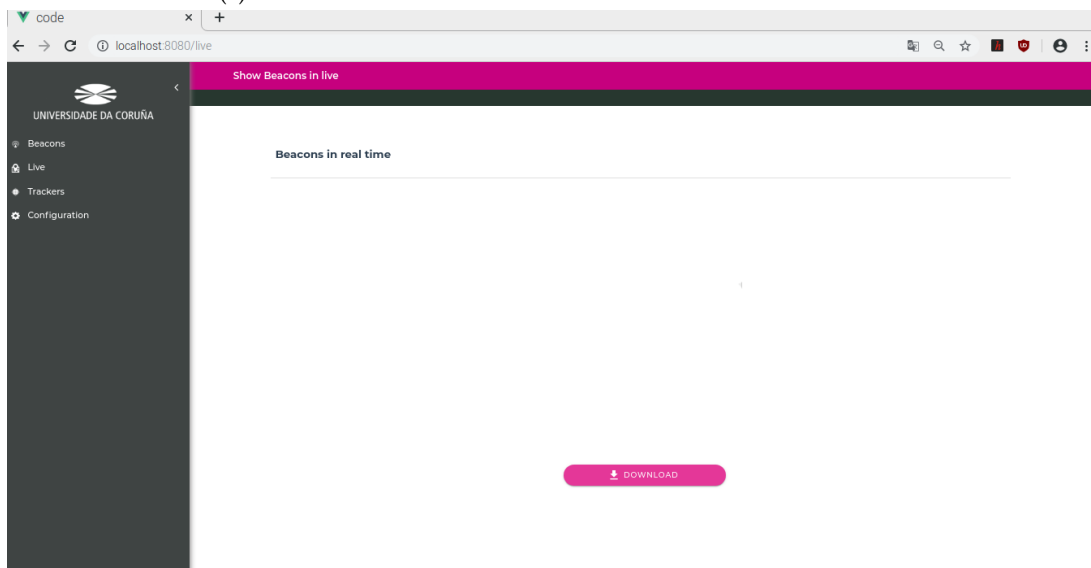 code
localhost:8080/live
Show Beacons in live
UNIVERSIDADE DA CORUÑA
Beacons
Live
Trackers
Configuration
Beacons in real time
DOWNLOAD